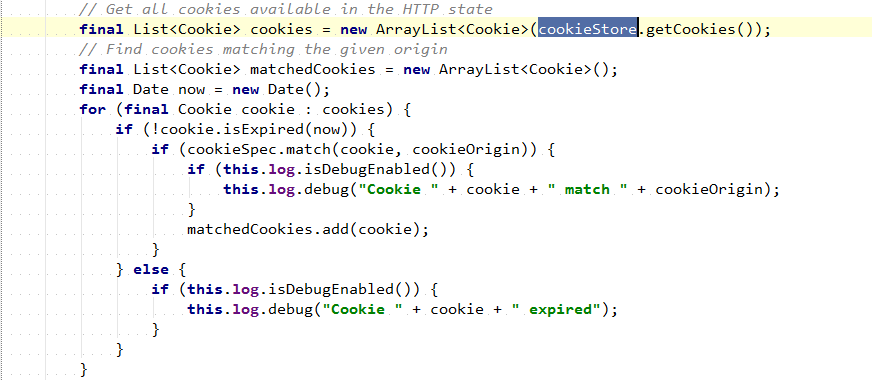 // Get all cookies available in the HTTP state
final List<Cookie> cookies = new ArrayList<Cookie>(cookieStore.getCookies());
// Find cookies matching the given origin
final List<Cookie> matchedCookies = new ArrayList<Cookie>();
final Date now = new Date();
for (final Cookie cookie : cookies) {
    if (!cookie.isExpired(now)) {
        if (cookieSpec.match(cookie, cookieOrigin)) {
            if (this.log.isDebugEnabled()) {
                this.log.debug("Cookie " + cookie + " match " + cookieOrigin);
            }
            matchedCookies.add(cookie);
        }
    } else {
        if (this.log.isDebugEnabled()) {
            this.log.debug("Cookie " + cookie + " expired");
        }
    }
}